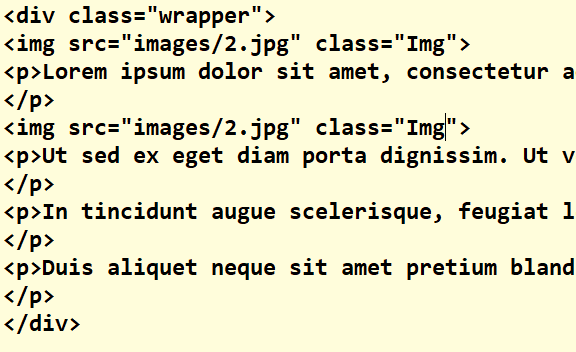 <div class="wrapper">
<img src="images/2.jpg" class="Img">
<p>Lorem ipsum dolor sit amet, consectetur
</p>
<img src="images/2.jpg" class="Img">
<p>Ut sed ex eget diam porta dignissim. Ut
</p>
<p>In tincidunt augue scelerisque, feugiat
</p>
<p>Duis aliquet neque sit amet pretium
</p>
</div>